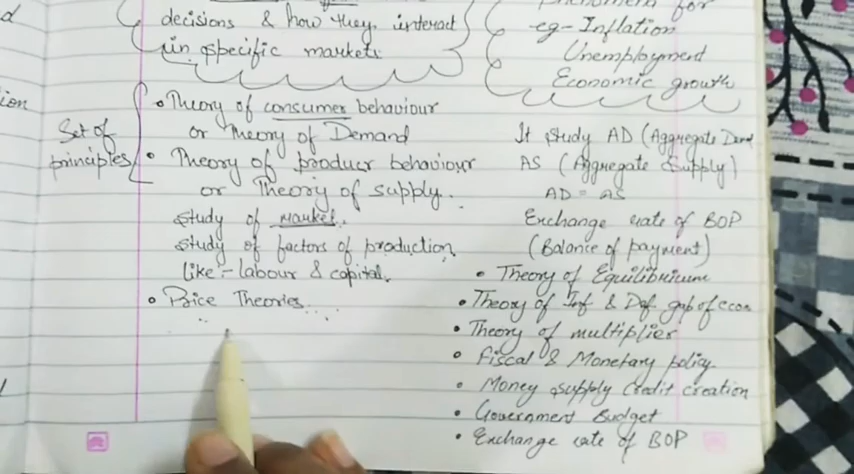 d
decisions & how they interact
in specific markets
for
eg- Inflation
Unemployment
Economic growth
ion
Set of
principles
• Theory of consumer behaviour
or Theory of Demand
• Theory of producer behaviour
or Theory of supply.
study of market.
study of factors of production
like - labour & capital.
• Price Theories
It study AD (Aggregate Dem
AS (Aggregate Supply)
AD = AS
Exchange rate of BOP
(Balance of payment)
• Theory of Equilibrium
• Theory of Inf & Def. gap of econ
• Theory of multiplier
• Fiscal & Monetary policy
• Money supply Credit creation
• Government Budget
• Exchange rate of BOP